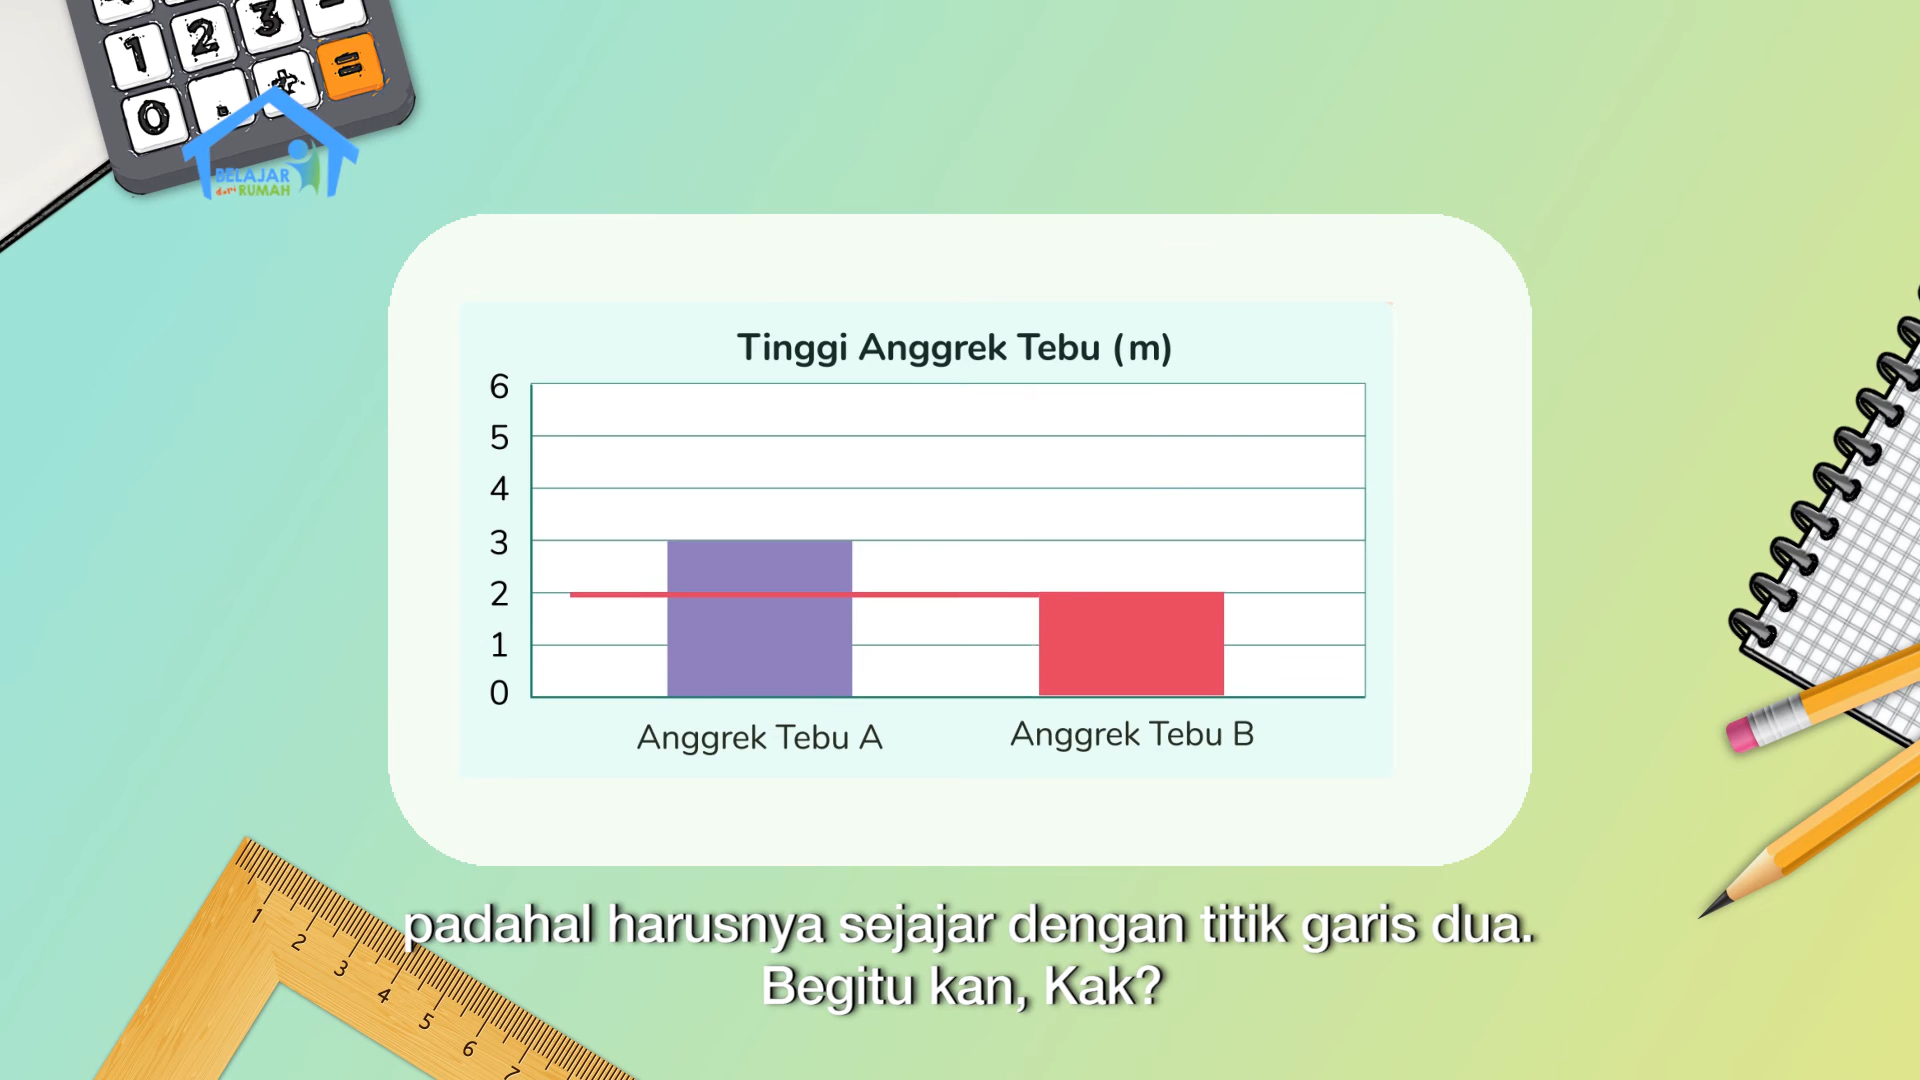 1 2 3
0 . + =
BELAJAR
dari RUMAH
Tinggi Anggrek Tebu (m)
6
5
4
3
2
1
0
Anggrek Tebu A
Anggrek Tebu B
1 2 3 4 5 6 7
padahal harusnya sejajar dengan titik garis dua.
Begitu kan, Kak?